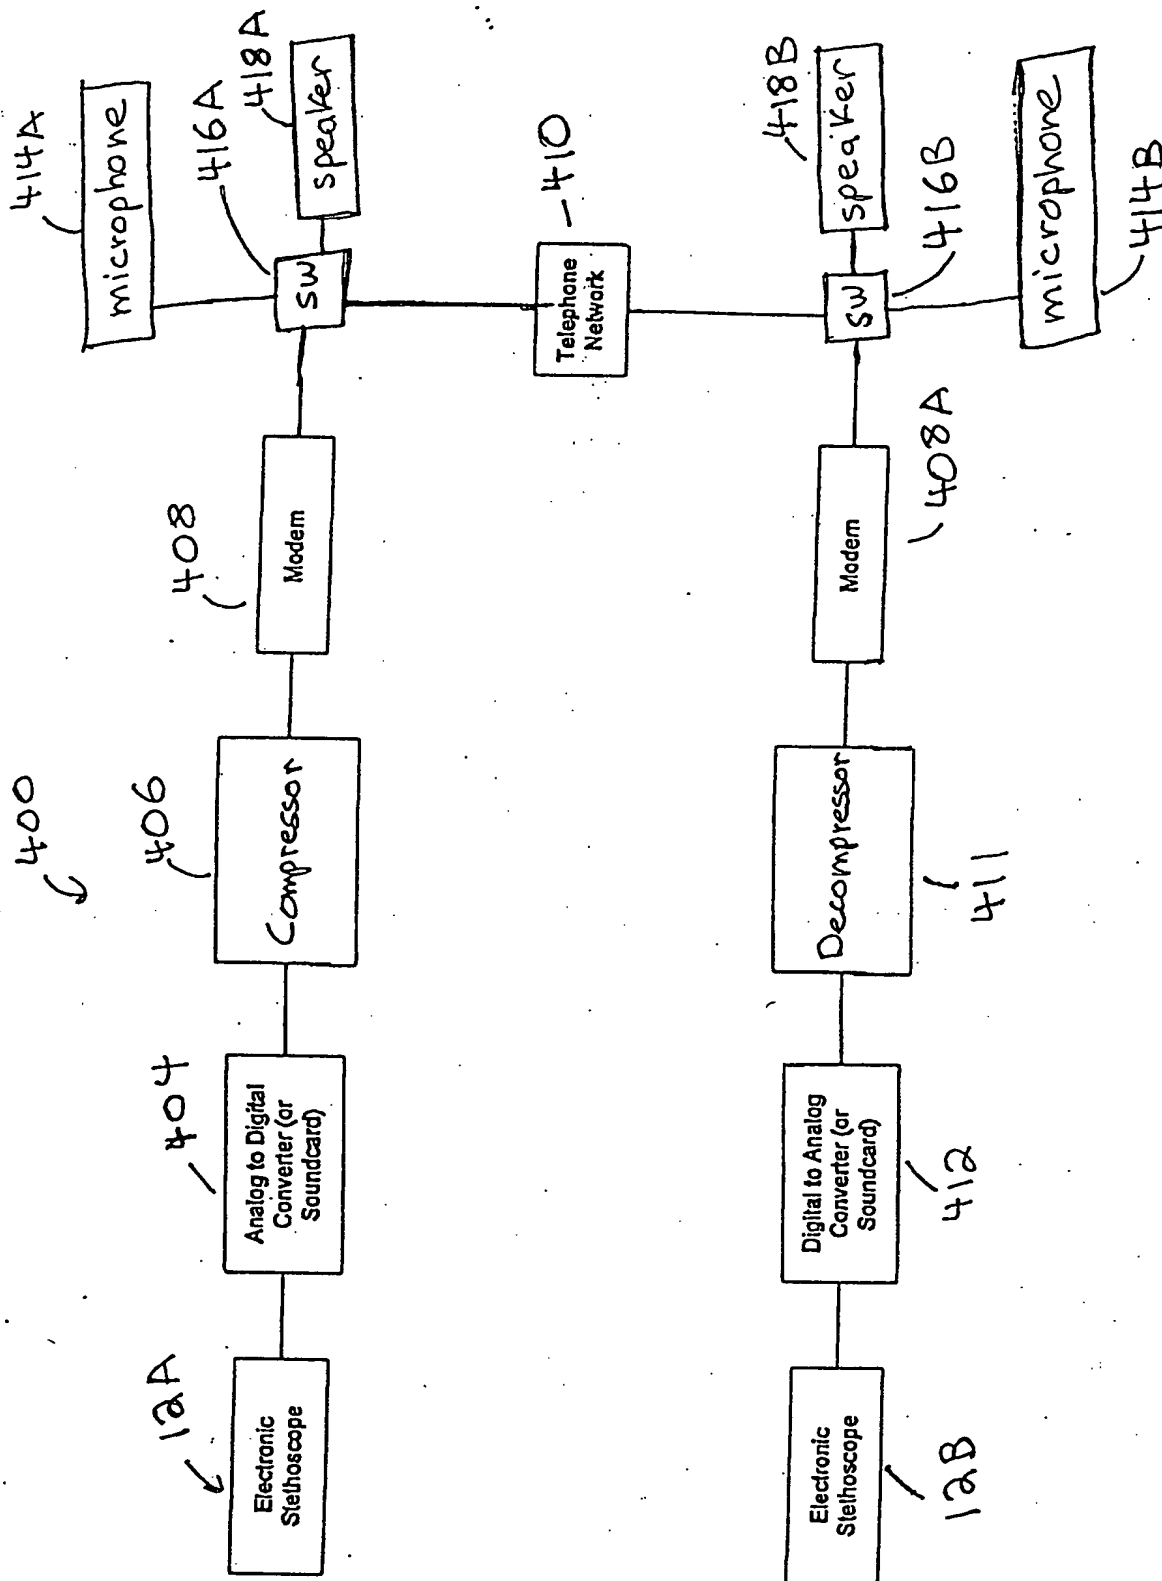 400
12A
Electronic
Stethoscope
404
Analog to Digital
Converter (or
Soundcard)
406
Compressor
408
Modem
414A
microphone
416A
SW
418A
speaker
Telephone
Network
410
12B
Electronic
Stethoscope
Digital to Analog
Converter (or
Soundcard)
412
Decompressor
411
Modem
408A
418B
speaker
SW
416B
microphone
414B